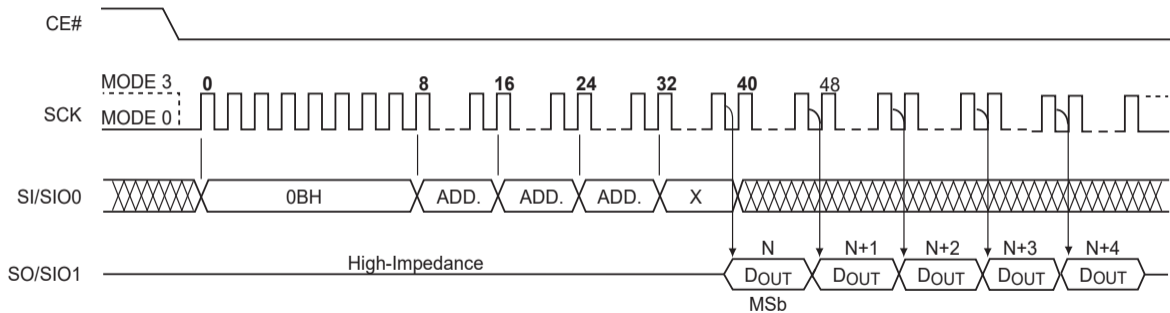 CE#
MODE 3 0 8 16 24 32 40 48
SCK MODE 0
SI/SIO0 0BH ADD. ADD. ADD. X
N N+1 N+2 N+3 N+4
SO/SIO1 High-Impedance DOUT DOUT DOUT DOUT DOUT
MSb